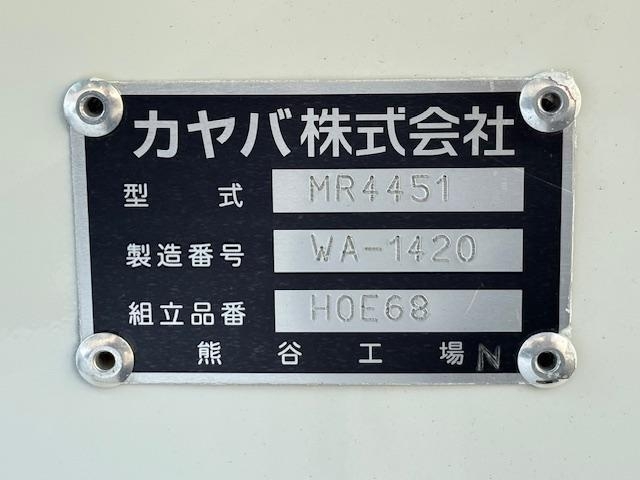 カヤバ株式会社
型式 MR4451
製造番号 WA-1420
組立品番 H0E68
熊谷工場 N